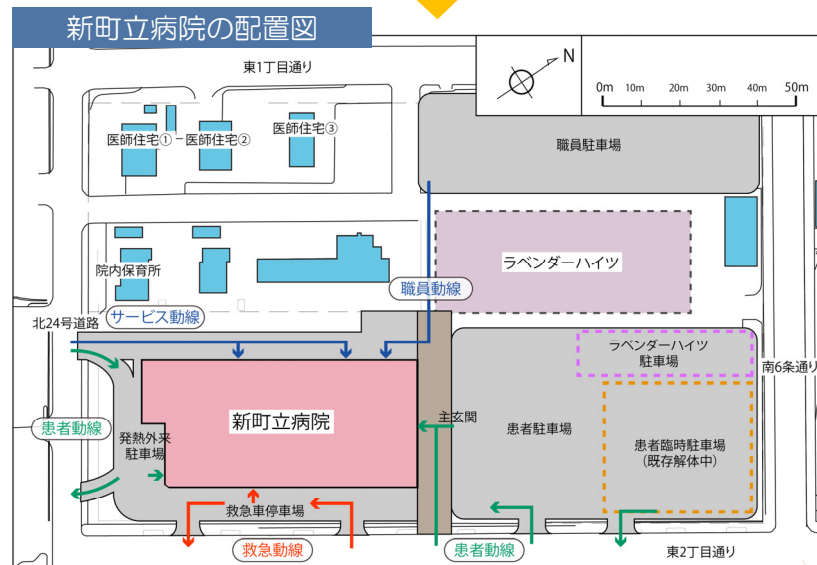 新町立病院の配置図
東1丁目通り
N
0m 10m 20m 30m 40m 50m
医師住宅①
医師住宅②
医師住宅③
職員駐車場
院内保育所
ラベンダーハイツ
職員動線
北24号道路
サービス動線
ラベンダーハイツ
駐車場
南6条通り
新町立病院
主玄関
患者動線
発熱外来
駐車場
患者駐車場
患者臨時駐車場
(既存解体中)
救急車停車場
救急動線
患者動線
東2丁目通り